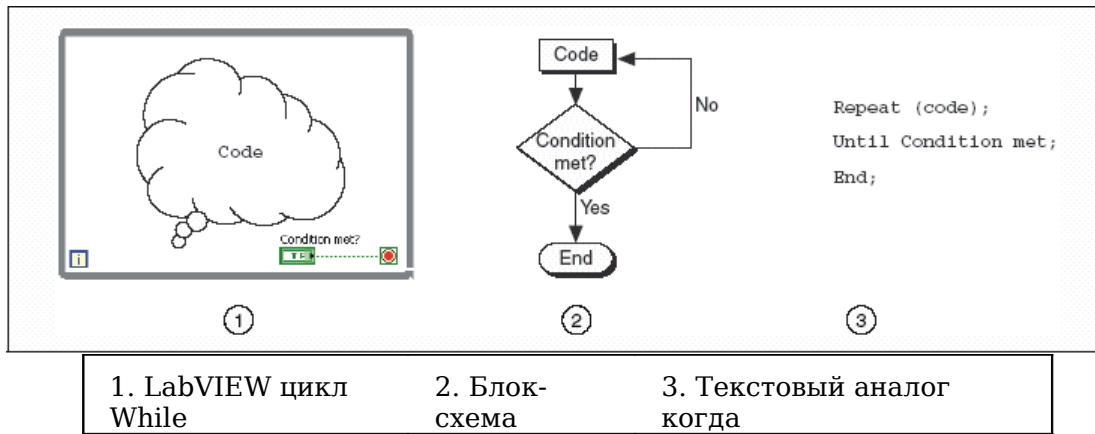 Code
Condition met?
i
TF
1
Code
Condition
met?
No
Yes
End
2
Repeat (code);
Until Condition met;
End;
3
1. LabVIEW цикл
While
2. Блок-
схема
3. Текстовый аналог
когда